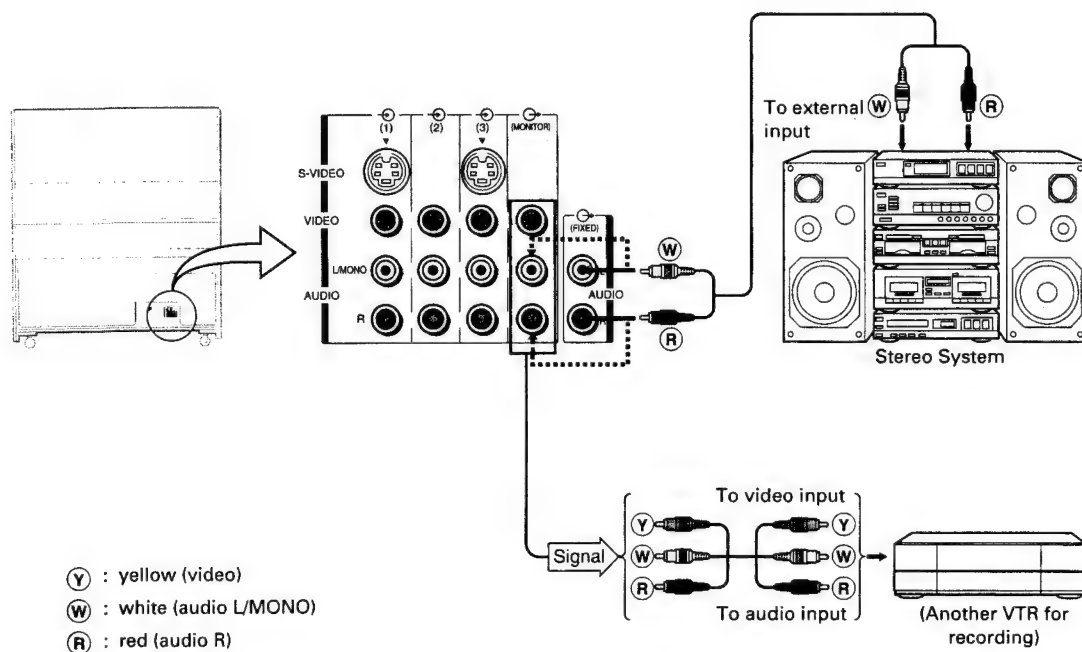 (1)
(2)
(3)
(MONITOR)
S-VIDEO
VIDEO
L/MONO
AUDIO
R
(FIXED)
AUDIO
W
R
To external
input
W
R
Stereo System
Signal
To video input
Y
Y
W
W
R
R
To audio input
(Another VTR for
recording)
Y : yellow (video)
W : white (audio L/MONO)
R : red (audio R)